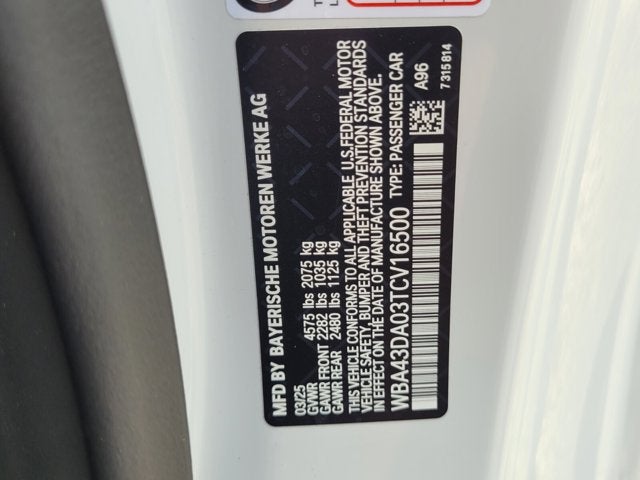 MFD BY BAYERISCHE MOTOREN WERKE AG
03/25
GVWR 4575 lbs 2075 kg
GAWR FRONT 2282 lbs 1035 kg
GAWR REAR 2480 lbs 1125 kg
THIS VEHICLE CONFORMS TO ALL APPLICABLE U.S. FEDERAL MOTOR
VEHICLE SAFETY, BUMPER AND THEFT PREVENTION STANDARDS
IN EFFECT ON THE DATE OF MANUFACTURE SHOWN ABOVE.
WBA43DA03TCV16500 TYPE: PASSENGER CAR
A96
7 315 814